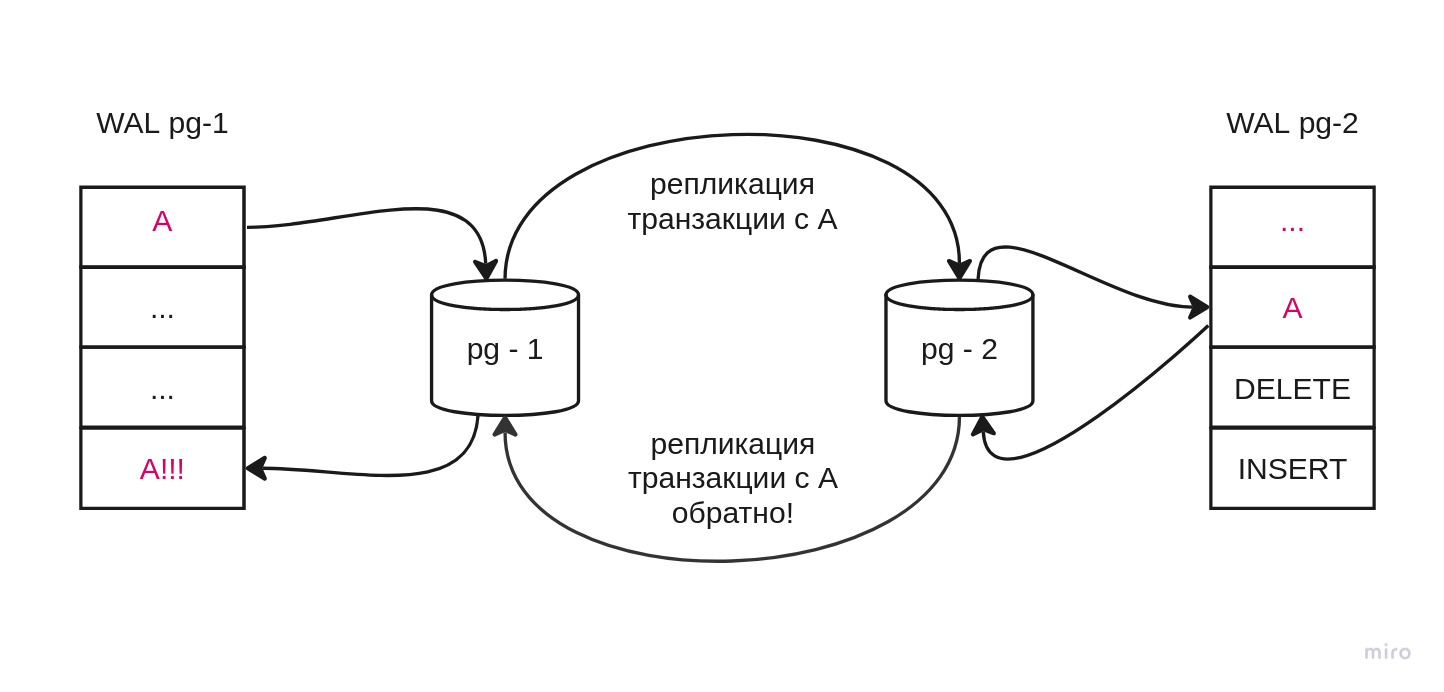 WAL pg-1
WAL pg-2
A
...
...
A!!!
репликация
транзакции с А
pg - 1
pg - 2
репликация
транзакции с А
обратно!
...
A
DELETE
INSERT
miro